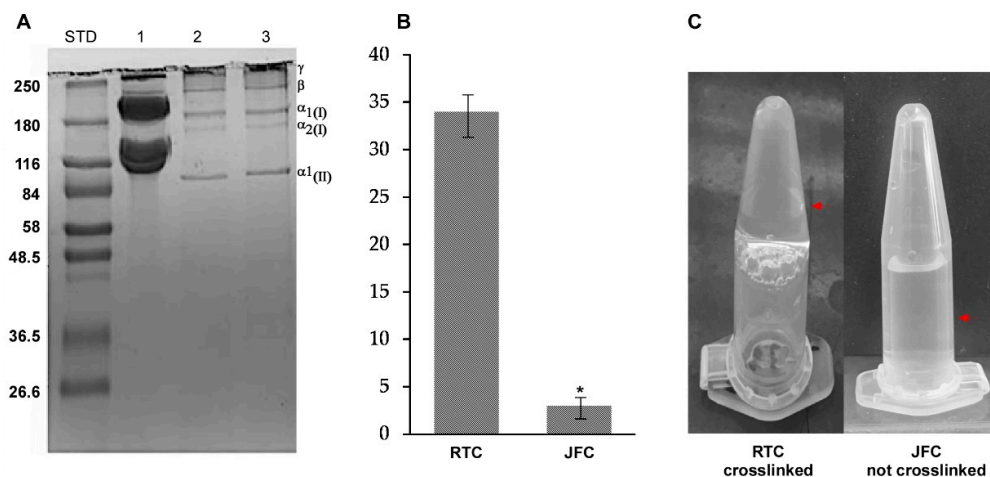 A
STD 1 2 3
250
180
116
84
58
48.5
36.5
26.6
γ
β
α1(I)
α2(I)
α1(II)
B
40
35
30
25
20
15
10
5
0
*
RTC JFC
C
RTC
crosslinked
JFC
not crosslinked